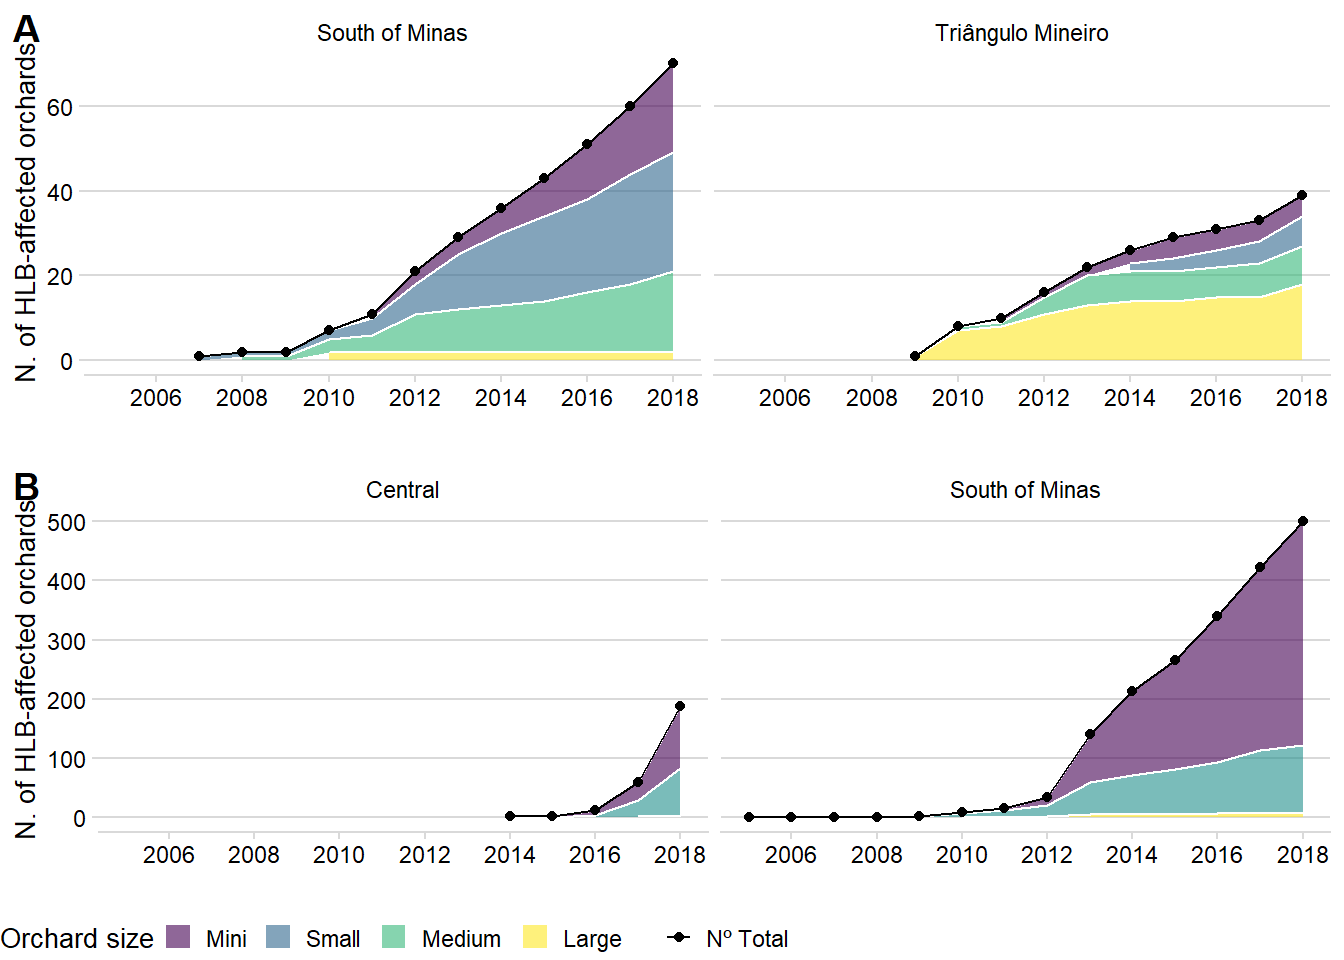 A
South of Minas
Triângulo Mineiro
N. of HLB-affected orchards
60
40
20
0
2006 2008 2010 2012 2014 2016 2018
2006 2008 2010 2012 2014 2016 2018
B
Central
South of Minas
N. of HLB-affected orchards
500
400
300
200
100
0
2006 2008 2010 2012 2014 2016 2018
2006 2008 2010 2012 2014 2016 2018
Orchard size Mini Small Medium Large Nº Total